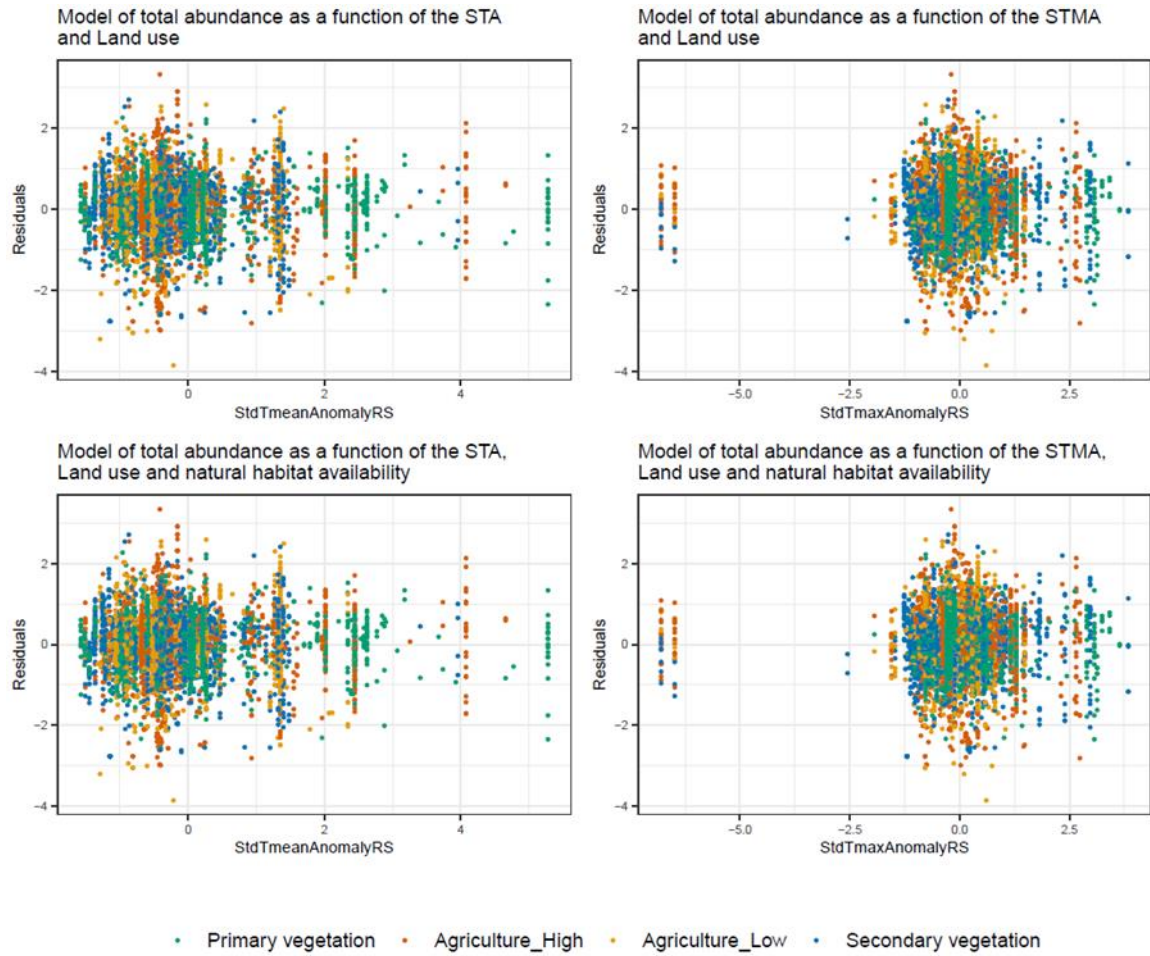 Model of total abundance as a function of the STA
and Land use
Model of total abundance as a function of the STMA
and Land use
Residuals
2
0
−2
−4
0
2
4
StdTmeanAnomalyRS
Residuals
2
0
−2
−4
−5.0
−2.5
0.0
2.5
StdTmaxAnomalyRS
Model of total abundance as a function of the STA,
Land use and natural habitat availability
Model of total abundance as a function of the STMA,
Land use and natural habitat availability
Residuals
2
0
−2
−4
0
2
4
StdTmeanAnomalyRS
Residuals
2
0
−2
−4
−5.0
−2.5
0.0
2.5
StdTmaxAnomalyRS
Primary vegetation
Agriculture_High
Agriculture_Low
Secondary vegetation